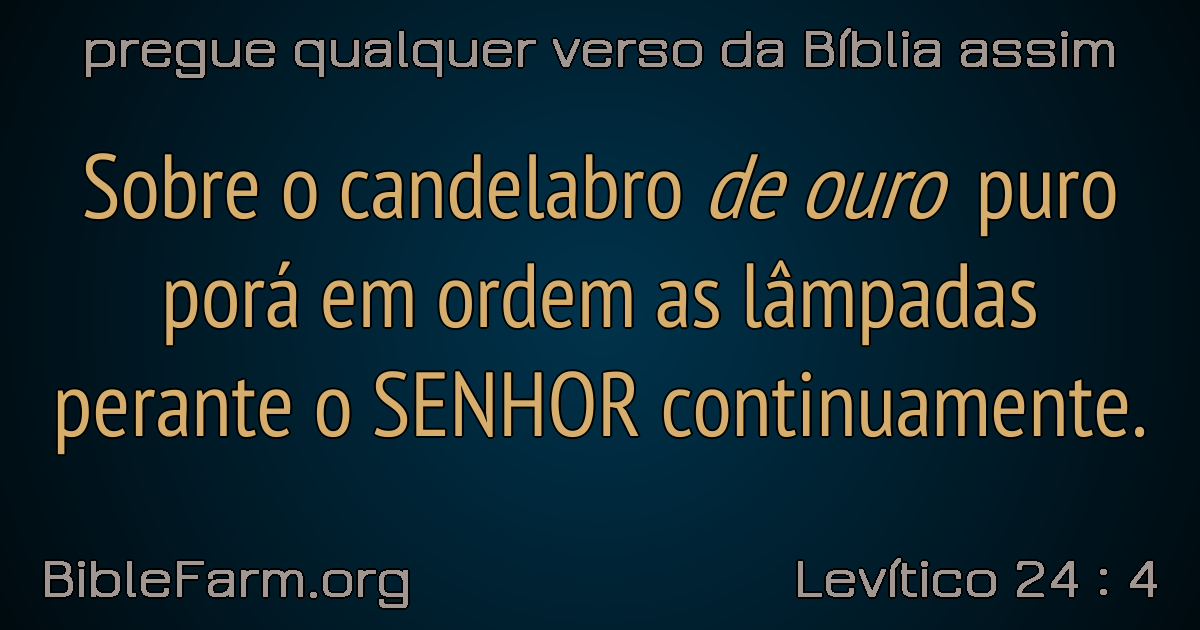 pregue qualquer verso da Bíblia assim
Sobre o candelabro de ouro puro
porá em ordem as lâmpadas
perante o SENHOR continuamente.
BibleFarm.org
Levítico 24 : 4